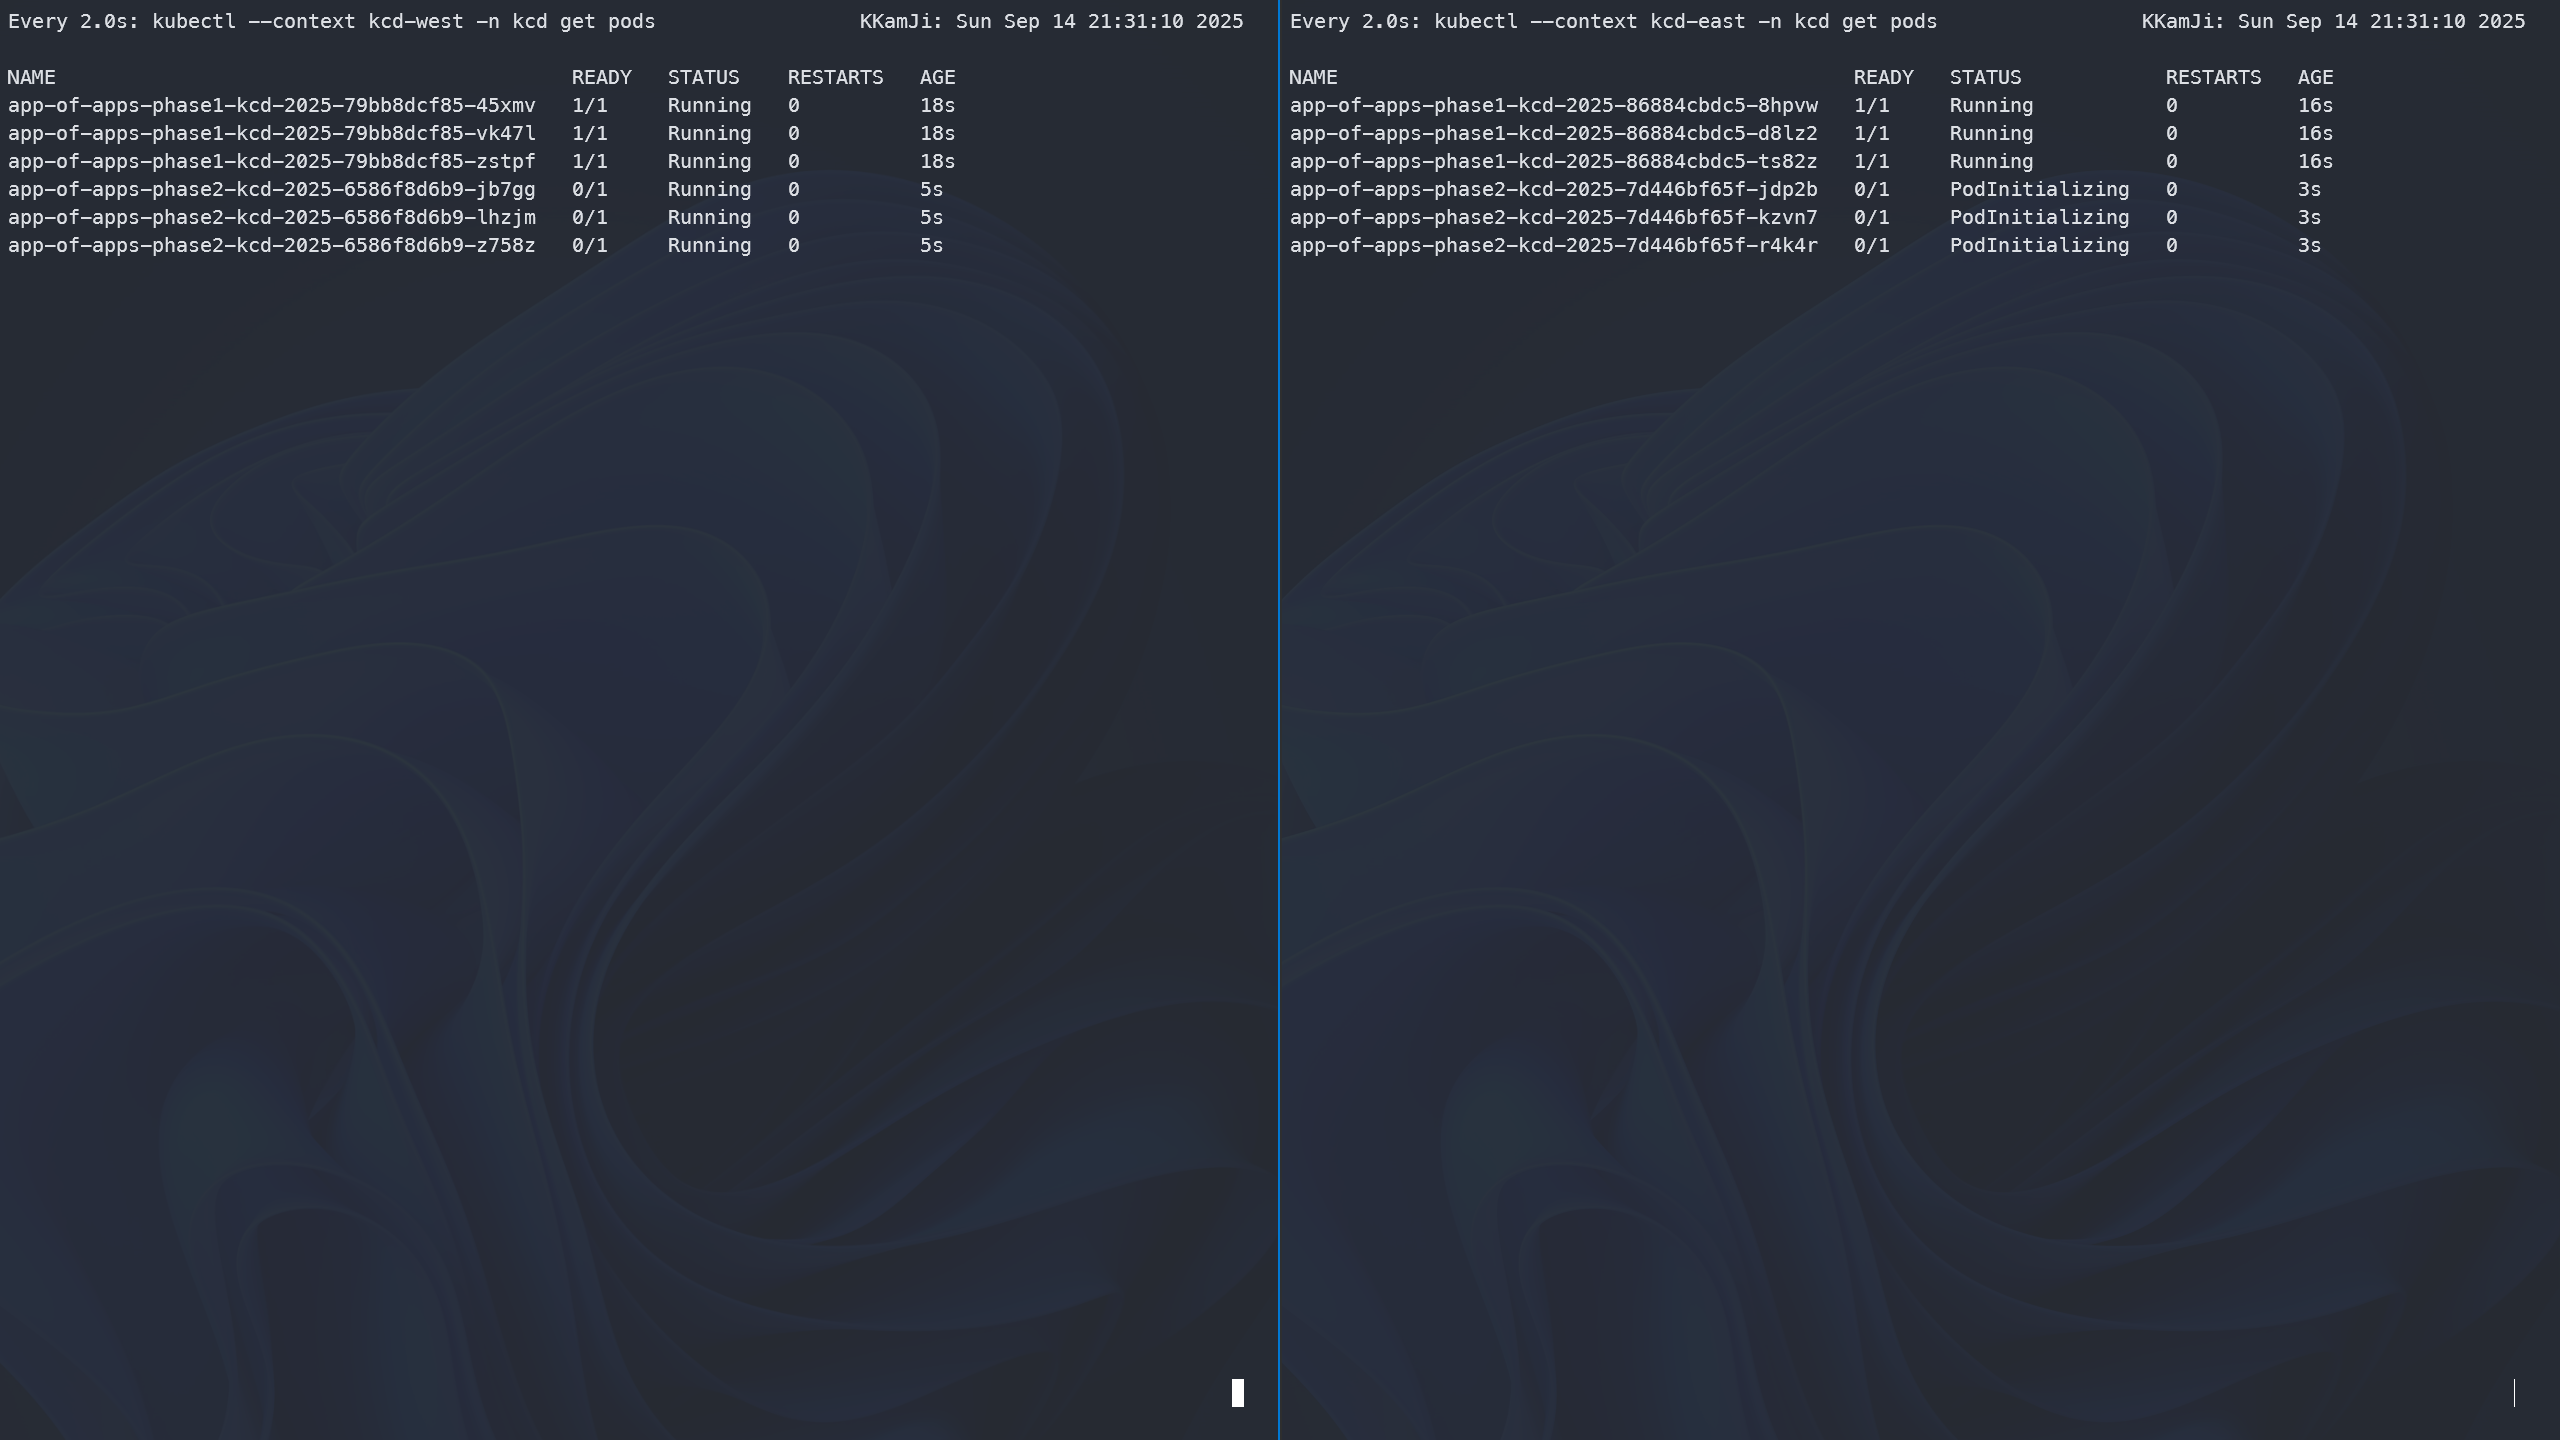 Every 2.0s: kubectl --context kcd-west -n kcd get pods KKamJi: Sun Sep 14 21:31:10 2025
NAME READY STATUS RESTARTS AGE
app-of-apps-phase1-kcd-2025-79bb8dcf85-45xmv 1/1 Running 0 18s
app-of-apps-phase1-kcd-2025-79bb8dcf85-vk47l 1/1 Running 0 18s
app-of-apps-phase1-kcd-2025-79bb8dcf85-zstpf 1/1 Running 0 18s
app-of-apps-phase2-kcd-2025-6586f8d6b9-jb7gg 0/1 Running 0 5s
app-of-apps-phase2-kcd-2025-6586f8d6b9-lhzjm 0/1 Running 0 5s
app-of-apps-phase2-kcd-2025-6586f8d6b9-z758z 0/1 Running 0 5s
Every 2.0s: kubectl --context kcd-east -n kcd get pods KKamJi: Sun Sep 14 21:31:10 2025
NAME READY STATUS RESTARTS AGE
app-of-apps-phase1-kcd-2025-86884cbdc5-8hpvw 1/1 Running 0 16s
app-of-apps-phase1-kcd-2025-86884cbdc5-d8lz2 1/1 Running 0 16s
app-of-apps-phase1-kcd-2025-86884cbdc5-ts82z 1/1 Running 0 16s
app-of-apps-phase2-kcd-2025-7d446bf65f-jdp2b 0/1 PodInitializing 0 3s
app-of-apps-phase2-kcd-2025-7d446bf65f-kzvn7 0/1 PodInitializing 0 3s
app-of-apps-phase2-kcd-2025-7d446bf65f-r4k4r 0/1 PodInitializing 0 3s